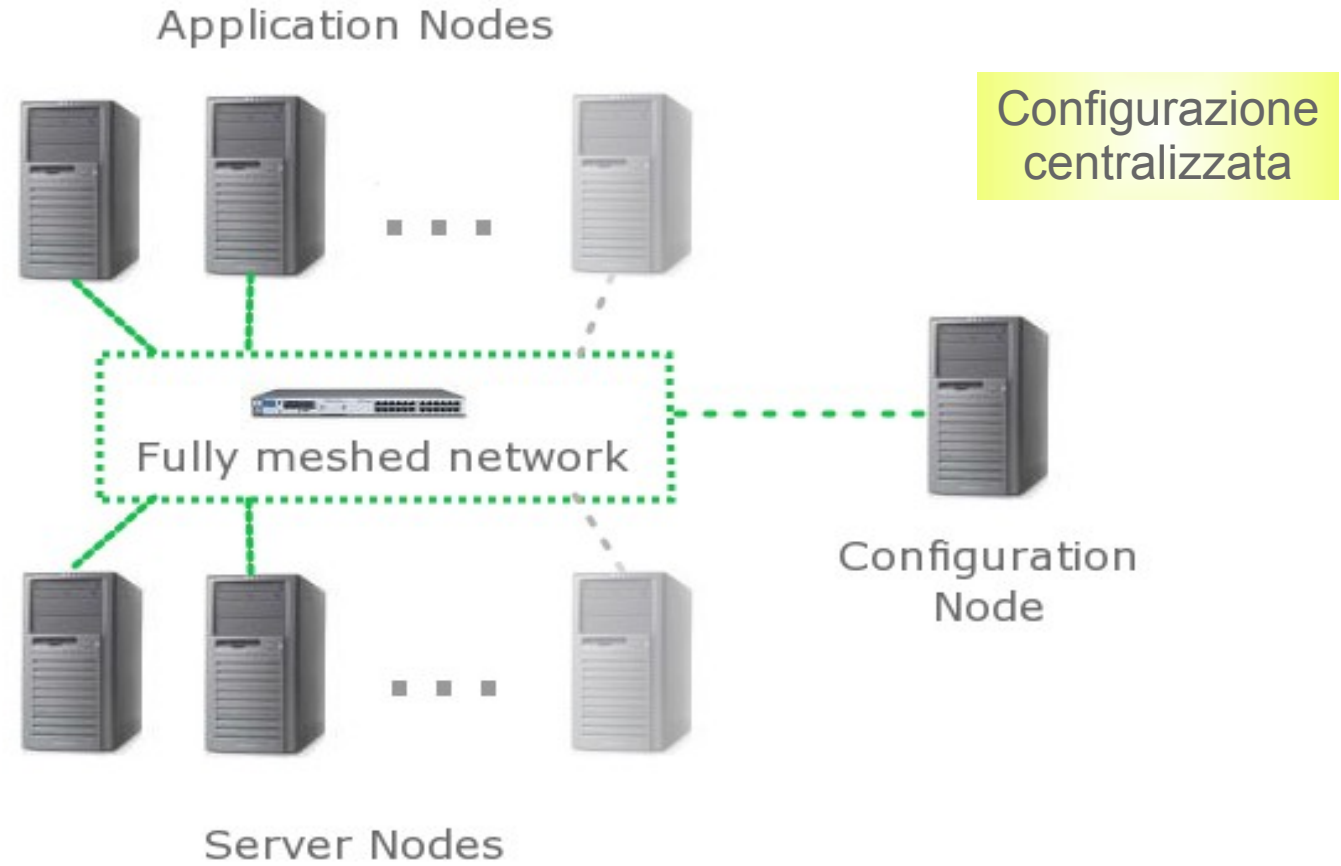 Application Nodes
Configurazione
centralizzata
Fully meshed network
Configuration
Node
Server Nodes